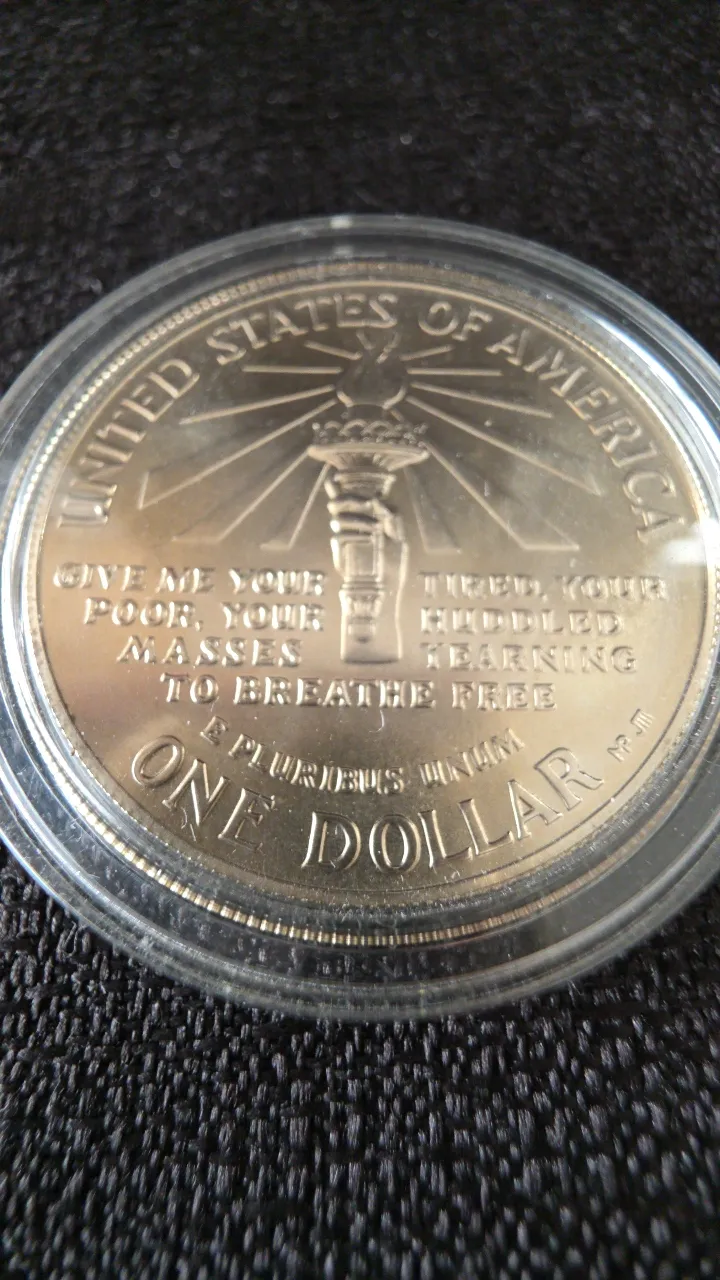 UNITED STATES OF AMERICA
GIVE ME YOUR TIRED, YOUR
POOR, YOUR HUDDLED
MASSES YEARNING
TO BREATHE FREE
E PLURIBUS UNUM
ONE DOLLAR